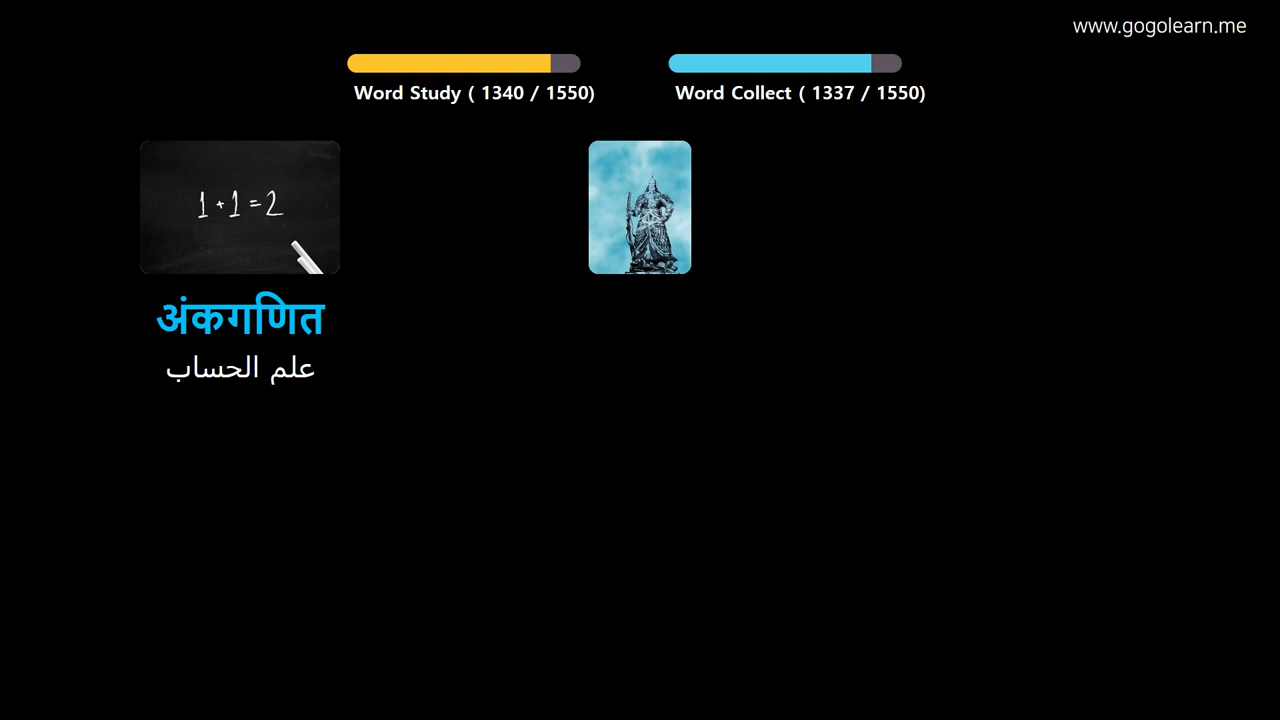 www.gogolearn.me
Word Study ( 1340 / 1550)
Word Collect ( 1337 / 1550)
1 + 1 = 2
अंकगणित
علم الحساب